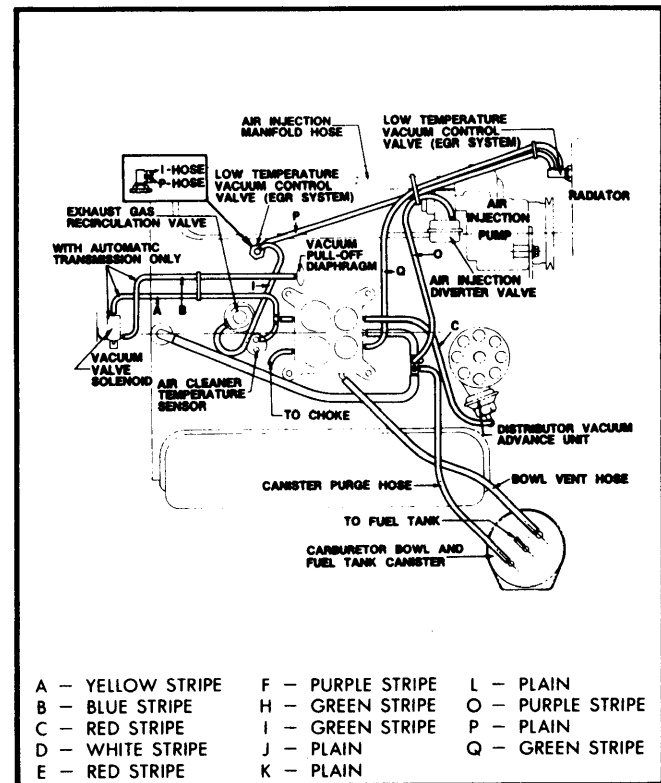 AIR INJECTION
MANIFOLD HOSE
LOW TEMPERATURE
VACUUM CONTROL
VALVE (EGR SYSTEM)
I-HOSE
P-HOSE
LOW TEMPERATURE
VACUUM CONTROL
VALVE (EGR SYSTEM)
RADIATOR
EXHAUST GAS
RECIRCULATION VALVE
P
AIR
INJECTION
PUMP
WITH AUTOMATIC
TRANSMISSION ONLY
VACUUM
PULL-OFF
DIAPHRAGM
O
Q
I
AIR INJECTION
DIVERTER VALVE
A
B
C
VACUUM
VALVE
SOLENOID
AIR CLEANER
TEMPERATURE
SENSOR
TO CHOKE
DISTRIBUTOR VACUUM
ADVANCE UNIT
CANISTER PURGE HOSE
BOWL VENT HOSE
TO FUEL TANK
CARBURETOR BOWL AND
FUEL TANK CANISTER
A – YELLOW STRIPE
B – BLUE STRIPE
C – RED STRIPE
D – WHITE STRIPE
E – RED STRIPE
F – PURPLE STRIPE
H – GREEN STRIPE
I – GREEN STRIPE
J – PLAIN
K – PLAIN
L – PLAIN
O – PURPLE STRIPE
P – PLAIN
Q – GREEN STRIPE